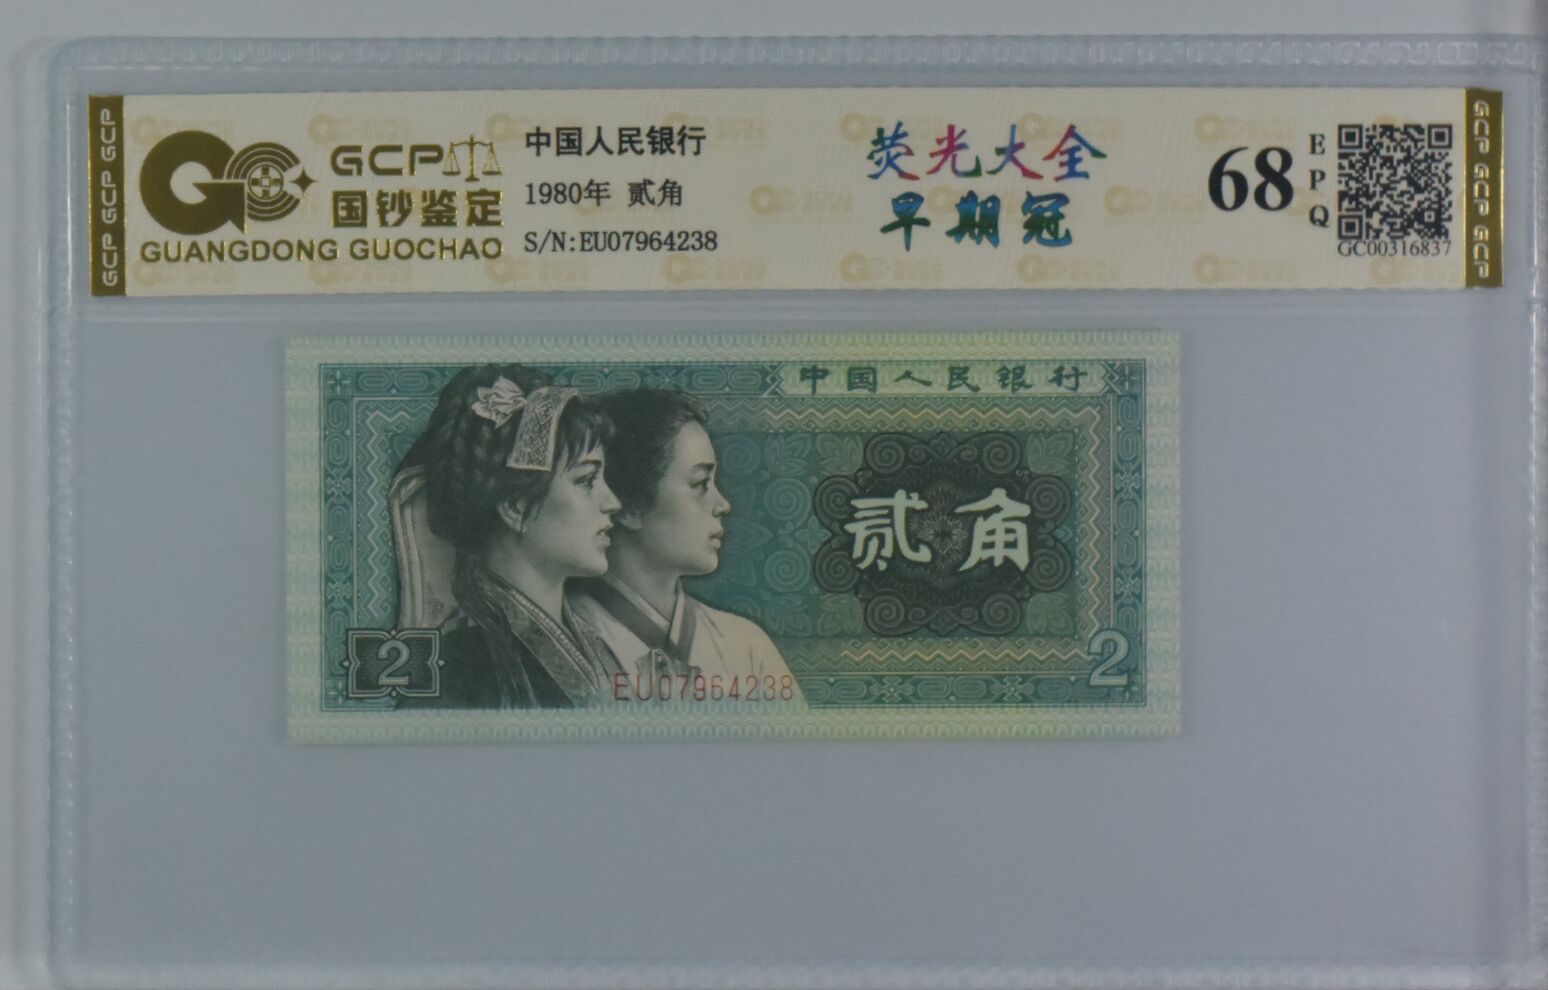 GCP GCP GCP
GCP
国钞鉴定
GUANGDONG GUOCHAO
中国人民银行
1980年 贰角
S/N:EU07964238
荧光大全
早期冠
68
EPQ
GC00316837
GCP GCP GCP
中国人民银行
贰角
2
EU07964238
2